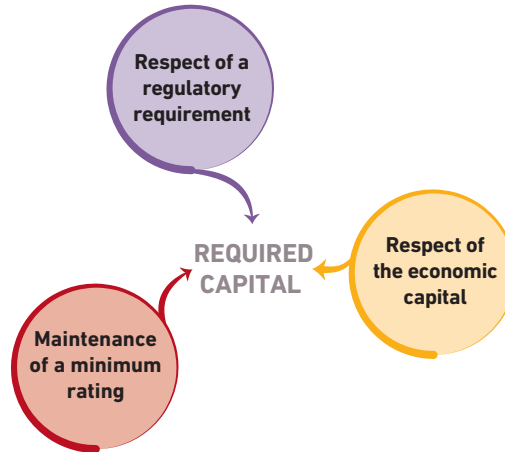 Respect of a
regulatory
requirement
REQUIRED
CAPITAL
Respect of
the economic
capital
Maintenance
of a minimum
rating